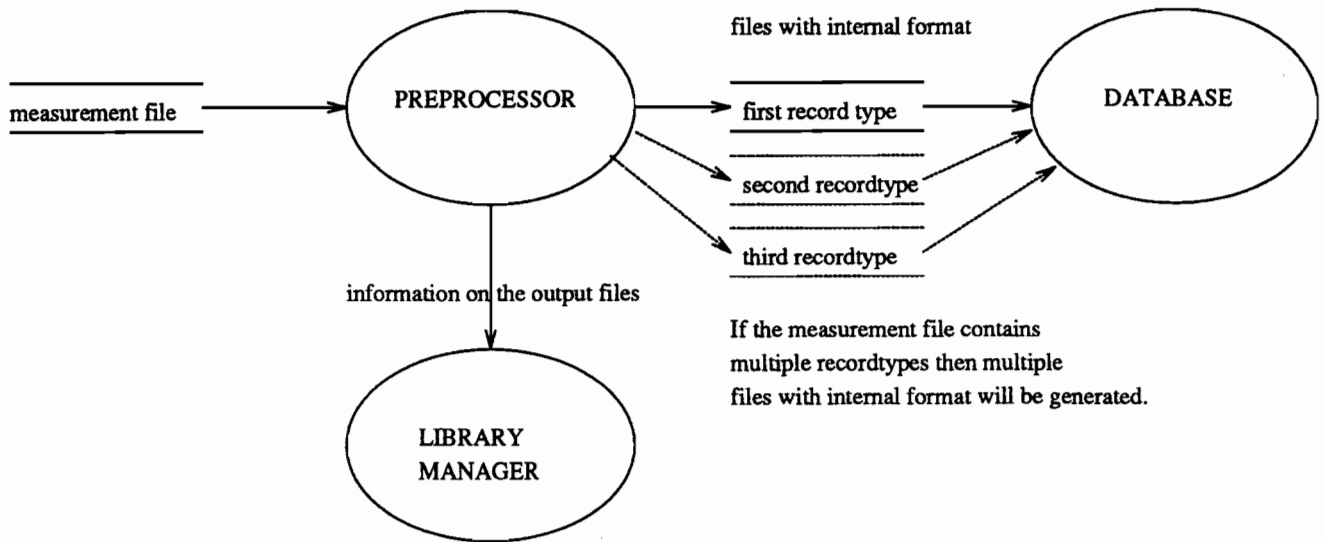 files with internal format
measurement file
PREPROCESSOR
first record type
DATABASE
second recordtype
third recordtype
information on the output files
If the measurement file contains
multiple recordtypes then multiple
files with internal format will be generated.
LIBRARY
MANAGER